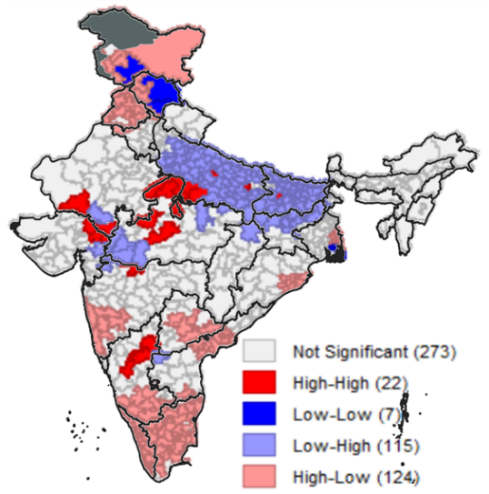 Not Significant (273)
High-High (22)
Low-Low (7)
Low-High (115)
High-Low (124)